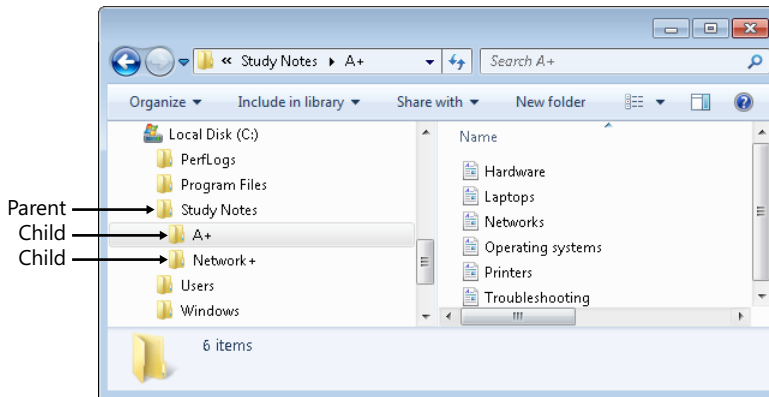 « Study Notes ▸ A+
Search A+
Organize ▾ Include in library ▾ Share with ▾ New folder
Local Disk (C:)
PerfLogs
Program Files
Parent
Study Notes
Child
A+
Child
Network+
Users
Windows
Name
Hardware
Laptops
Networks
Operating systems
Printers
Troubleshooting
6 items